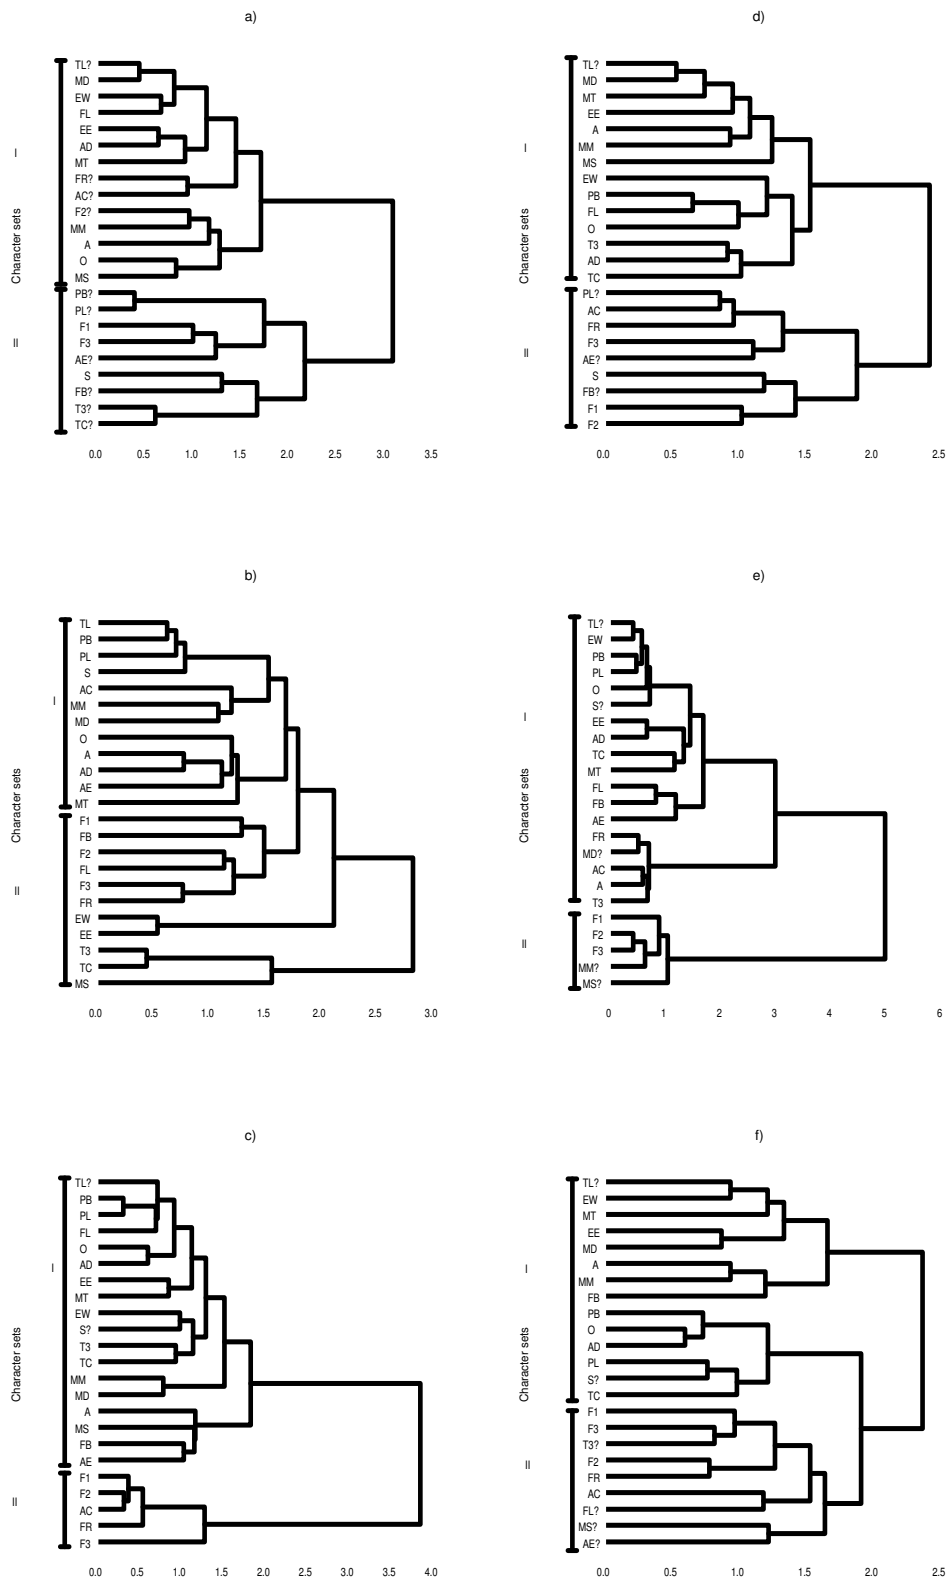 a)
TL?
MD
EW
FL
EE
AD
MT
FR?
AC?
F2?
MM
A
O
MS
PB?
PL?
F1
F3
AE?
S
FB?
T3?
TC?
I
Character sets
II
0.0 0.5 1.0 1.5 2.0 2.5 3.0 3.5
d)
TL?
MD
MT
EE
A
MM
MS
EW
PB
FL
O
T3
AD
TC
PL?
AC
FR
F3
AE?
S
FB?
F1
F2
I
Character sets
II
0.0 0.5 1.0 1.5 2.0 2.5
b)
TL
PB
PL
S
AC
MM
MD
O
A
AD
AE
MT
F1
FB
F2
FL
F3
FR
EW
EE
T3
TC
MS
I
Character sets
II
0.0 0.5 1.0 1.5 2.0 2.5 3.0
e)
TL?
EW
PB
PL
O
S?
EE
AD
TC
MT
FL
FB
AE
FR
MD?
AC
A
T3
F1
F2
F3
MM?
MS?
I
Character sets
II
0 1 2 3 4 5 6
c)
TL?
PB
PL
FL
O
AD
EE
MT
EW
S?
T3
TC
MM
MD
A
MS
FB
AE
F1
F2
AC
FR
F3
I
Character sets
II
0.0 0.5 1.0 1.5 2.0 2.5 3.0 3.5 4.0
f)
TL?
EW
MT
EE
MD
A
MM
FB
PB
O
AD
PL
S?
TC
F1
F3
T3?
F2
FR
AC
FL?
MS?
AE?
I
Character sets
II
0.0 0.5 1.0 1.5 2.0 2.5